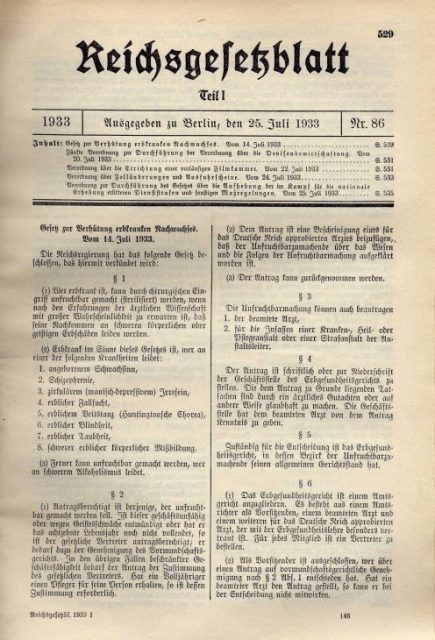 529
Reichsgesetzblatt
Teil I
1933 Ausgegeben zu Berlin, den 25. Juli 1933 Nr. 86
Inhalt: Gesetz zur Verhütung erbkranken Nachwuchses. Vom 14. Juli 1933 S. 529
Fünfte Verordnung zur Durchführung der Verordnung über die Devisenbewirtschaftung. Vom
20. Juli 1933 S. 531
Verordnung über die Errichtung einer vorläufigen Filmkammer. Vom 22. Juli 1933 S. 531
Verordnung über Zolländerungen und Ausfuhrscheine. Vom 24. Juli 1933 S. 533
Verordnung zur Durchführung des Gesetzes über die Aufhebung der im Kampf für die nationale
Erhebung erlittenen Dienststrafen und sonstigen Maßregelungen. Vom 25. Juli 1933 S. 535
Gesetz zur Verhütung erbkranken Nachwuchses.
Vom 14. Juli 1933.
Die Reichsregierung hat das folgende Gesetz be-
schlossen, das hiermit verkündet wird:
§ 1
(1) Wer erbkrank ist, kann durch chirurgischen Ein-
griff unfruchtbar gemacht (sterilisiert) werden, wenn
nach den Erfahrungen der ärztlichen Wissenschaft
mit großer Wahrscheinlichkeit zu erwarten ist, daß
seine Nachkommen an schweren körperlichen oder
geistigen Erbschäden leiden werden.
(2) Erbkrank im Sinne dieses Gesetzes ist, wer an
einer der folgenden Krankheiten leidet:
1. angeborenem Schwachsinn,
2. Schizophrenie,
3. zirkulärem (manisch-depressivem) Irresein,
4. erblicher Fallsucht,
5. erblichem Veitstanz (Huntingtonsche Chorea),
6. erblicher Blindheit,
7. erblicher Taubheit,
8. schwerer erblicher körperlicher Mißbildung.
(3) Ferner kann unfruchtbar gemacht werden, wer
an schwerem Alkoholismus leidet.
§ 2
(1) Antragsberechtigt ist derjenige, der unfrucht-
bar gemacht werden soll. Ist dieser geschäftsunfähig
oder wegen Geistesschwäche entmündigt oder hat er
das achtzehnte Lebensjahr noch nicht vollendet, so
ist der gesetzliche Vertreter antragsberechtigt; er
bedarf dazu der Genehmigung des Vormundschafts-
gerichts. In den übrigen Fällen beschränkter Ge-
schäftsfähigkeit bedarf der Antrag der Zustimmung
des gesetzlichen Vertreters. Hat ein Volljähriger
einen Pfleger für seine Person erhalten, so ist dessen
Zustimmung erforderlich.
(2) Dem Antrag ist eine Bescheinigung eines für
das Deutsche Reich approbierten Arztes beizufügen,
daß der Unfruchtbarzumachende über das Wesen
und die Folgen der Unfruchtbarmachung aufgeklärt
worden ist.
(3) Der Antrag kann zurückgenommen werden.
§ 3
Die Unfruchtbarmachung können auch beantragen
1. der beamtete Arzt,
2. für die Insassen einer Kranken-, Heil- oder
Pflegeanstalt oder einer Strafanstalt der An-
staltsleiter.
§ 4
Der Antrag ist schriftlich oder zur Niederschrift
der Geschäftsstelle des Erbgesundheitsgerichts zu
stellen. Die dem Antrag zu Grunde liegenden Tat-
sachen sind durch ein ärztliches Gutachten oder auf
andere Weise glaubhaft zu machen. Die Geschäfts-
stelle hat dem beamteten Arzt von dem Antrag
Kenntnis zu geben.
§ 5
Zuständig für die Entscheidung ist das Erbgesund-
heitsgericht, in dessen Bezirk der Unfruchtbarzu-
machende seinen allgemeinen Gerichtsstand hat.
§ 6
(1) Das Erbgesundheitsgericht ist einem Amts-
gericht anzugliedern. Es besteht aus einem Amts-
richter als Vorsitzenden, einem beamteten Arzt und
einem weiteren für das Deutsche Reich approbierten
Arzt, der mit der Erbgesundheitslehre besonders ver-
traut ist. Für jedes Mitglied ist ein Vertreter zu
bestellen.
(2) Als Vorsitzender ist ausgeschlossen, wer über
einen Antrag auf vormundschaftsgerichtliche Geneh-
migung nach § 2 Abs. 1 entschieden hat. Hat ein
beamteter Arzt den Antrag gestellt, so kann er bei
der Entscheidung nicht mitwirken.
Reichsgesetzbl. 1933 I 146